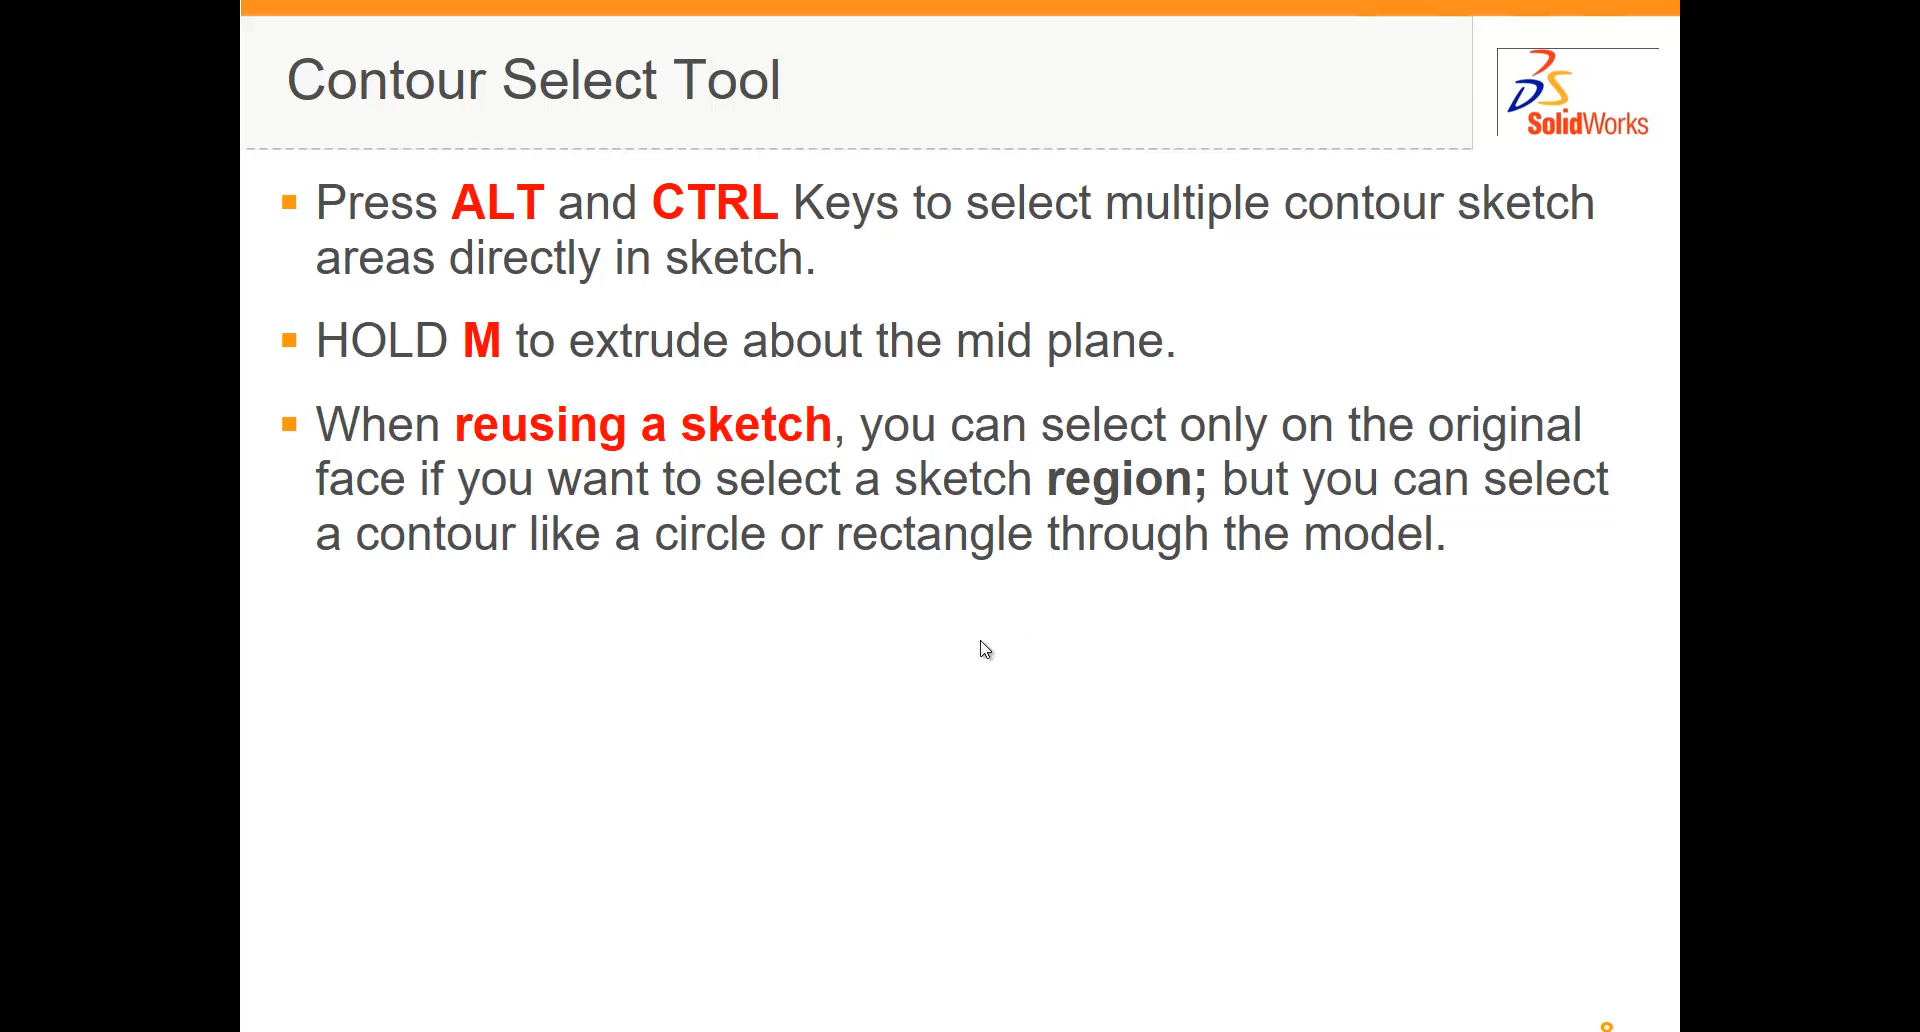 Contour Select Tool
SolidWorks
Press ALT and CTRL Keys to select multiple contour sketch
areas directly in sketch.
HOLD M to extrude about the mid plane.
When reusing a sketch, you can select only on the original
face if you want to select a sketch region; but you can select
a contour like a circle or rectangle through the model.